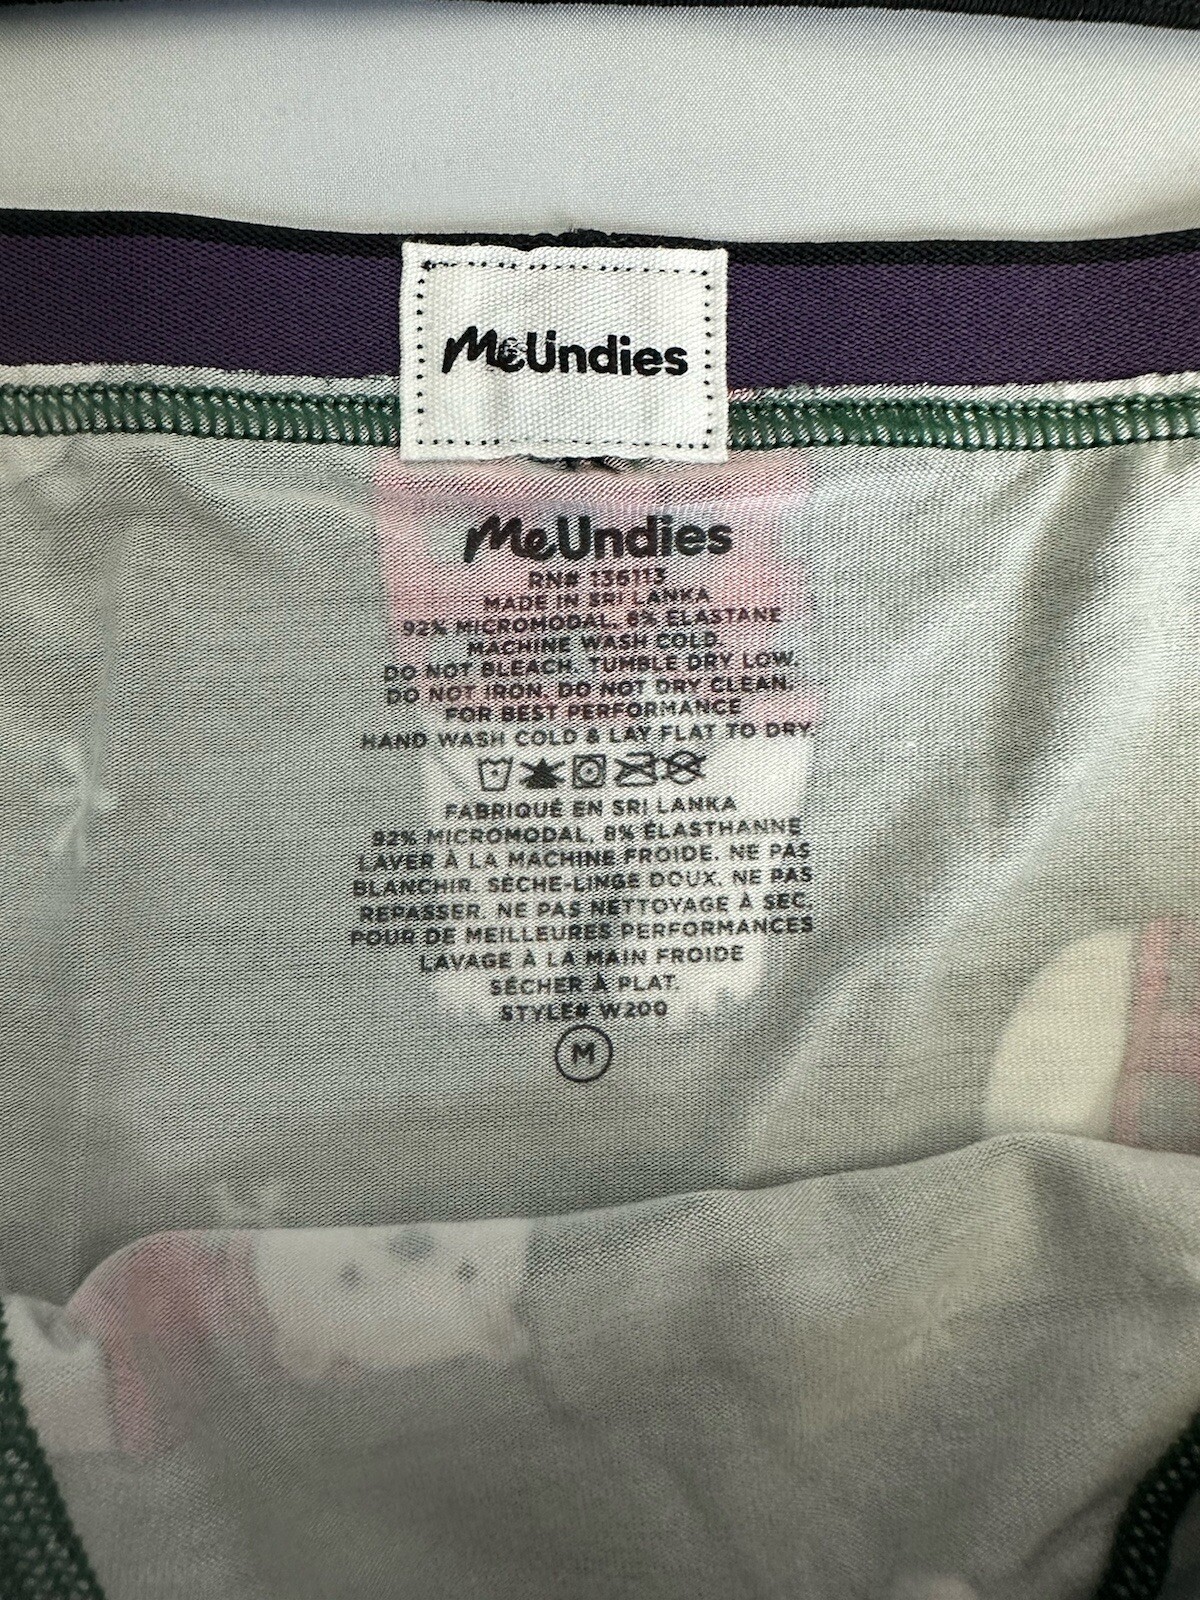 MeUndies
MeUndies
RN# 136113
MADE IN SRI LANKA
92% MICROMODAL, 8% ELASTANE
MACHINE WASH COLD.
DO NOT BLEACH. TUMBLE DRY LOW.
DO NOT IRON. DO NOT DRY CLEAN.
FOR BEST PERFORMANCE
HAND WASH COLD & LAY FLAT TO DRY.
FABRIQUÉ EN SRI LANKA
92% MICROMODAL, 8% ÉLASTHANNE
LAVER À LA MACHINE FROIDE. NE PAS
BLANCHIR. SÈCHE-LINGE DOUX. NE PAS
REPASSER. NE PAS NETTOYAGE À SEC.
POUR DE MEILLEURES PERFORMANCES
LAVAGE À LA MAIN FROIDE
SÉCHER À PLAT.
STYLE# W200
M